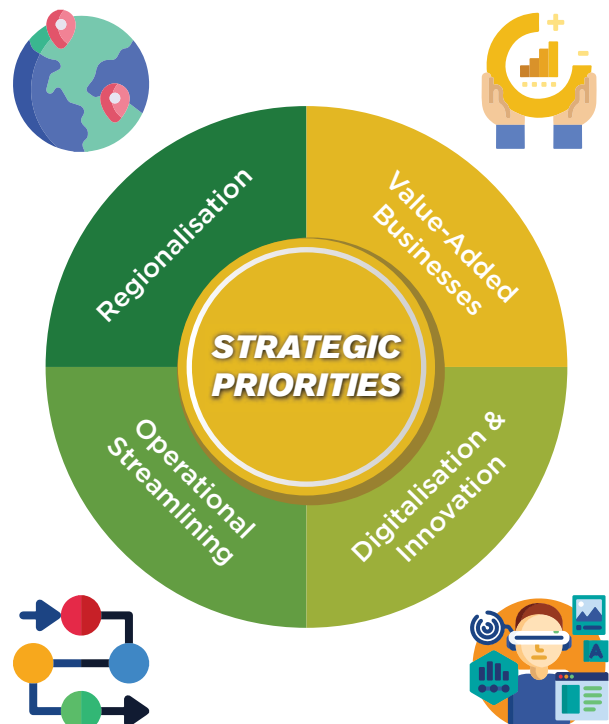 Regionalisation
Value-Added
Businesses
STRATEGIC
PRIORITIES
Operational
Streamlining
Digitalisation &
Innovation
A